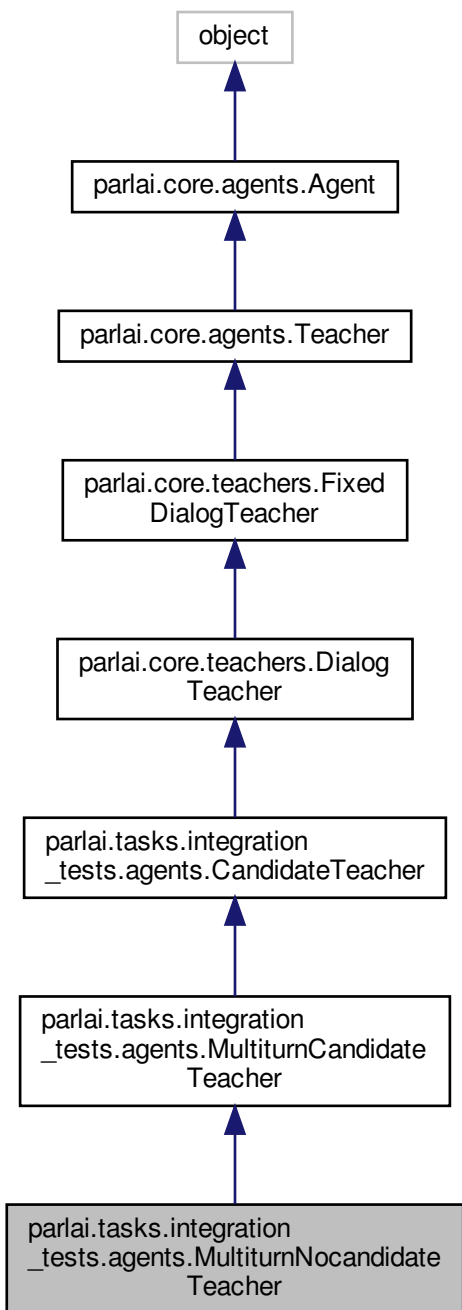 object
parlai.core.agents.Agent
parlai.core.agents.Teacher
parlai.core.teachers.Fixed
DialogTeacher
parlai.core.teachers.Dialog
Teacher
parlai.tasks.integration
_tests.agents.CandidateTeacher
parlai.tasks.integration
_tests.agents.MultiturnCandidate
Teacher
parlai.tasks.integration
_tests.agents.MultiturnNocandidate
Teacher